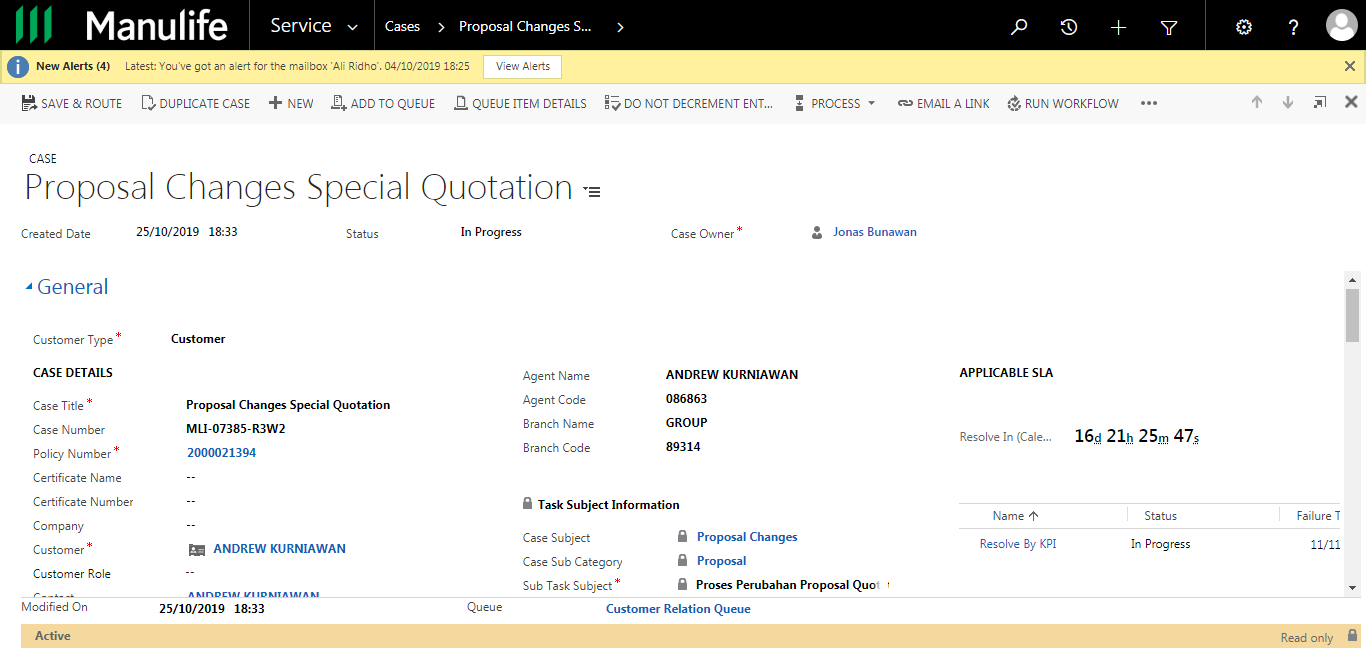 Manulife Service Cases Proposal Changes S... ?
New Alerts (4) Latest: You've got an alert for the mailbox 'Ali Ridho'. 04/10/2019 18:25 View Alerts
SAVE & ROUTE DUPLICATE CASE NEW ADD TO QUEUE QUEUE ITEM DETAILS DO NOT DECREMENT ENT... PROCESS EMAIL A LINK RUN WORKFLOW ...
CASE
Proposal Changes Special Quotation
Created Date 25/10/2019 18:33 Status In Progress Case Owner* Jonas Bunawan
General
Customer Type* Customer
CASE DETAILS
Case Title* Proposal Changes Special Quotation
Case Number MLI-07385-R3W2
Policy Number* 2000021394
Certificate Name --
Certificate Number --
Company --
Customer* ANDREW KURNIAWAN
Customer Role --
Contact ANDREW KURNIAWAN
Agent Name ANDREW KURNIAWAN
Agent Code 086863
Branch Name GROUP
Branch Code 89314
Task Subject Information
Case Subject Proposal Changes
Case Sub Category Proposal
Sub Task Subject* Proses Perubahan Proposal Quot
APPLICABLE SLA
Resolve In (Cale... 16d 21h 25m 47s
Name Status Failure T
Resolve By KPI In Progress 11/11
Modified On 25/10/2019 18:33 Queue Customer Relation Queue
Active Read only